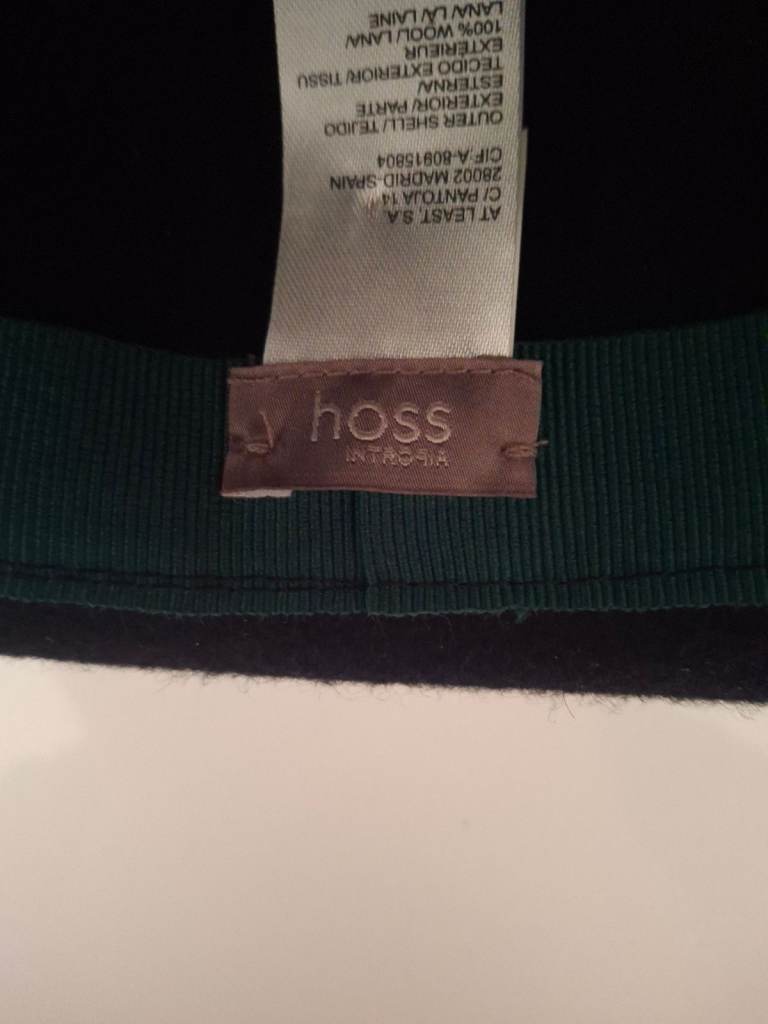 hoss
INTROPIA
AT LEAST, S.A
C/ PANTOJA 14
28002 MADRID-SPAIN
CIF:A-80915804
OUTER SHELL/ TEJIDO
EXTERIOR/ PARTE
ESTERNA/
TECIDO EXTERIOR/ TISSU
EXTÉRIEUR
100% WOOL/ LANA/
LANA/ LÃ/ LAINE